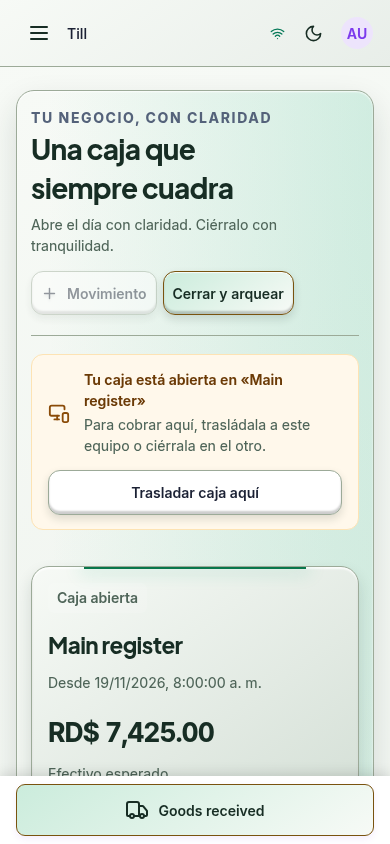 Till
AU
TU NEGOCIO, CON CLARIDAD
Una caja que
siempre cuadra
Abre el día con claridad. Ciérralo con
tranquilidad.
Movimiento
Cerrar y arquear
Tu caja está abierta en «Main
register»
Para cobrar aquí, trasládala a este
equipo o ciérrala en el otro.
Trasladar caja aquí
Caja abierta
Main register
Desde 19/11/2026, 8:00:00 a. m.
RD$ 7,425.00
Efectivo esperado
Goods received